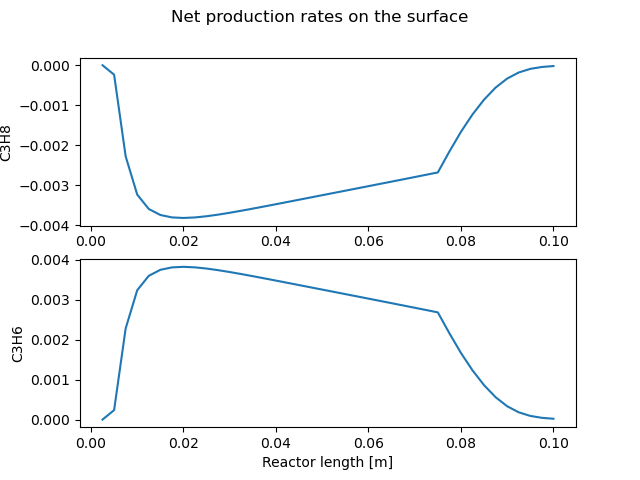 Net production rates on the surface
C3H8
0.000
−0.001
−0.002
−0.003
−0.004
0.00 0.02 0.04 0.06 0.08 0.10
C3H6
0.004
0.003
0.002
0.001
0.000
0.00 0.02 0.04 0.06 0.08 0.10
Reactor length [m]